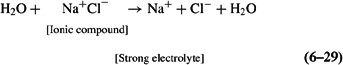 H₂O + Na⁺Cl⁻ → Na⁺ + Cl⁻ + H₂O
[Ionic compound]
[Strong electrolyte] (6–29)